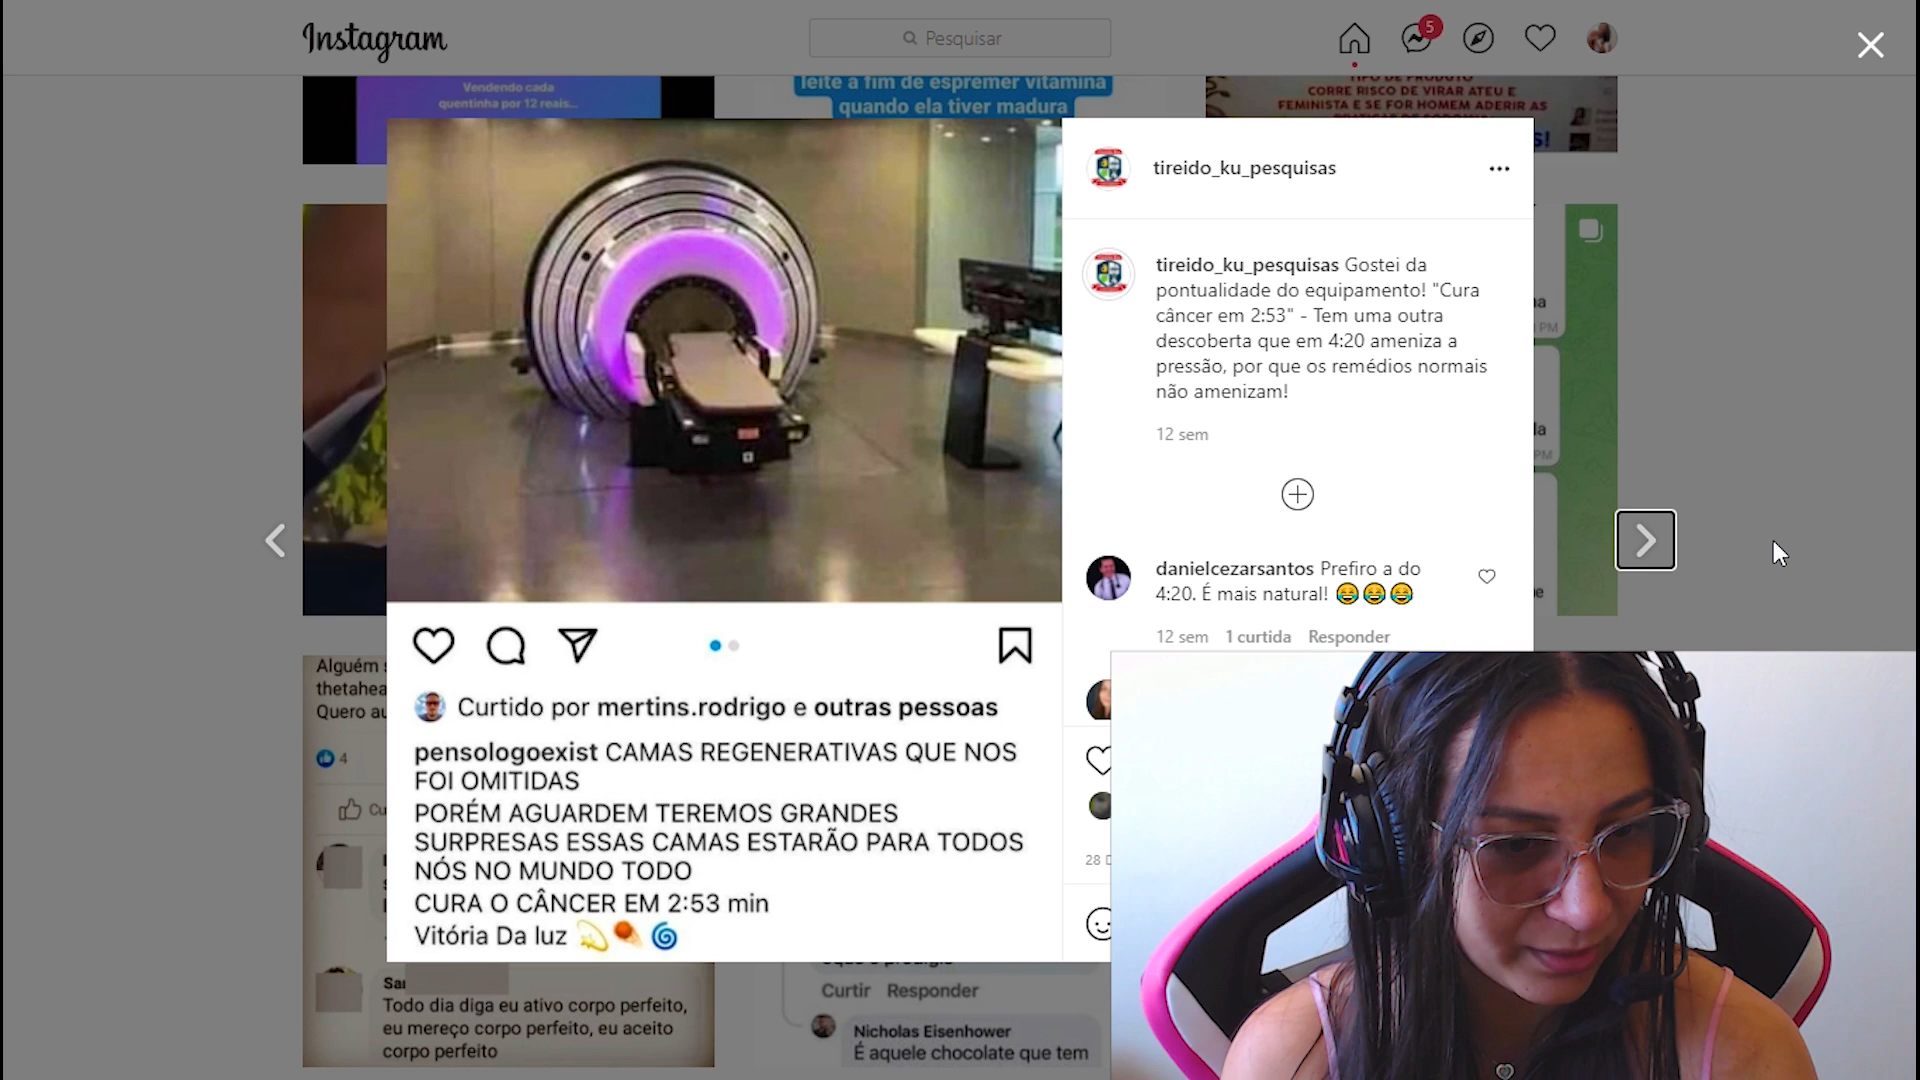 Instagram
Pesquisar
5
Vendendo cada
quentinha por 12 reais...
leite a fim de espremer vitamina
quando ela tiver madura
TIPO DE PRODUTO
CORRE RISCO DE VIRAR ATEU E
FEMINISTA E SE FOR HOMEM ADERIR AS
tireido_ku_pesquisas
tireido_ku_pesquisas Gostei da
pontualidade do equipamento! "Cura
câncer em 2:53" - Tem uma outra
descoberta que em 4:20 ameniza a
pressão, por que os remédios normais
não amenizam!
12 sem
danielcezarsantos Prefiro a do
4:20. É mais natural! 😂😂😂
12 sem 1 curtida Responder
28 D
Curtido por mertins.rodrigo e outras pessoas
pensologoexist CAMAS REGENERATIVAS QUE NOS
FOI OMITIDAS
PORÉM AGUARDEM TEREMOS GRANDES
SURPRESAS ESSAS CAMAS ESTARÃO PARA TODOS
NÓS NO MUNDO TODO
CURA O CÂNCER EM 2:53 min
Vitória Da luz 💫☄️🌀
Alguém
thetahea
Quero au
4
Cu
Sar
Todo dia diga eu ativo corpo perfeito,
eu mereço corpo perfeito, eu aceito
corpo perfeito
Curtir Responder
Nicholas Eisenhower
É aquele chocolate que tem
PM
PM